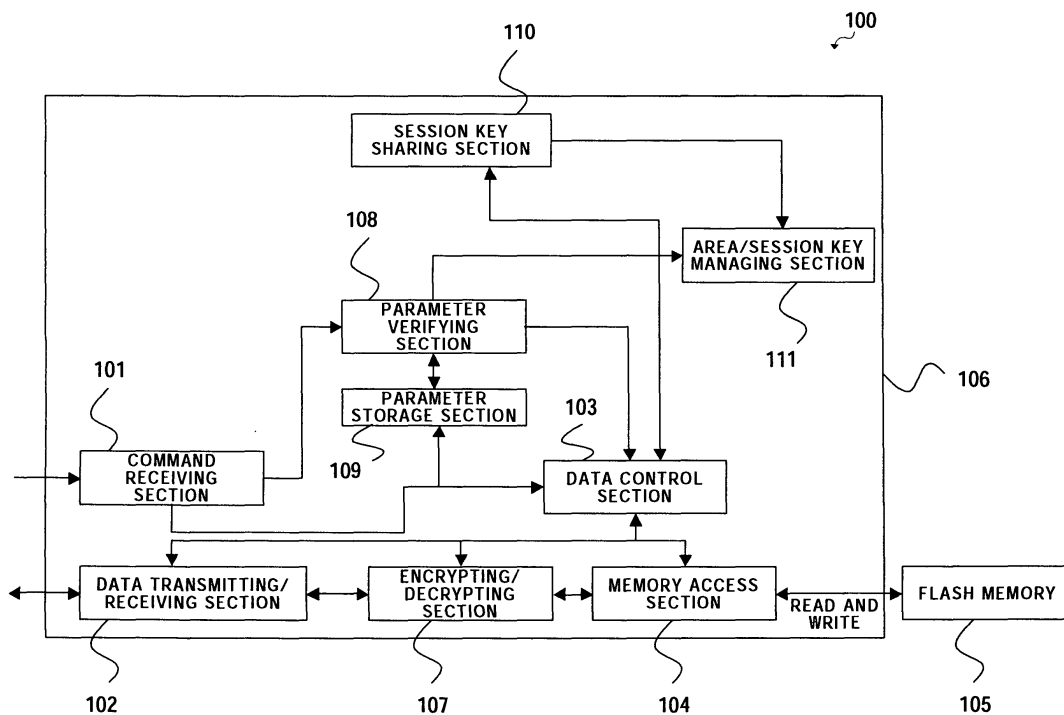 100
110
SESSION KEY
SHARING SECTION
108
AREA/SESSION KEY
MANAGING SECTION
PARAMETER
VERIFYING
SECTION
111
106
101
PARAMETER
STORAGE SECTION
103
109
COMMAND
RECEIVING
SECTION
DATA CONTROL
SECTION
DATA TRANSMITTING/
RECEIVING SECTION
ENCRYPTING/
DECRYPTING
SECTION
MEMORY ACCESS
SECTION
READ AND
WRITE
FLASH MEMORY
102
107
104
105